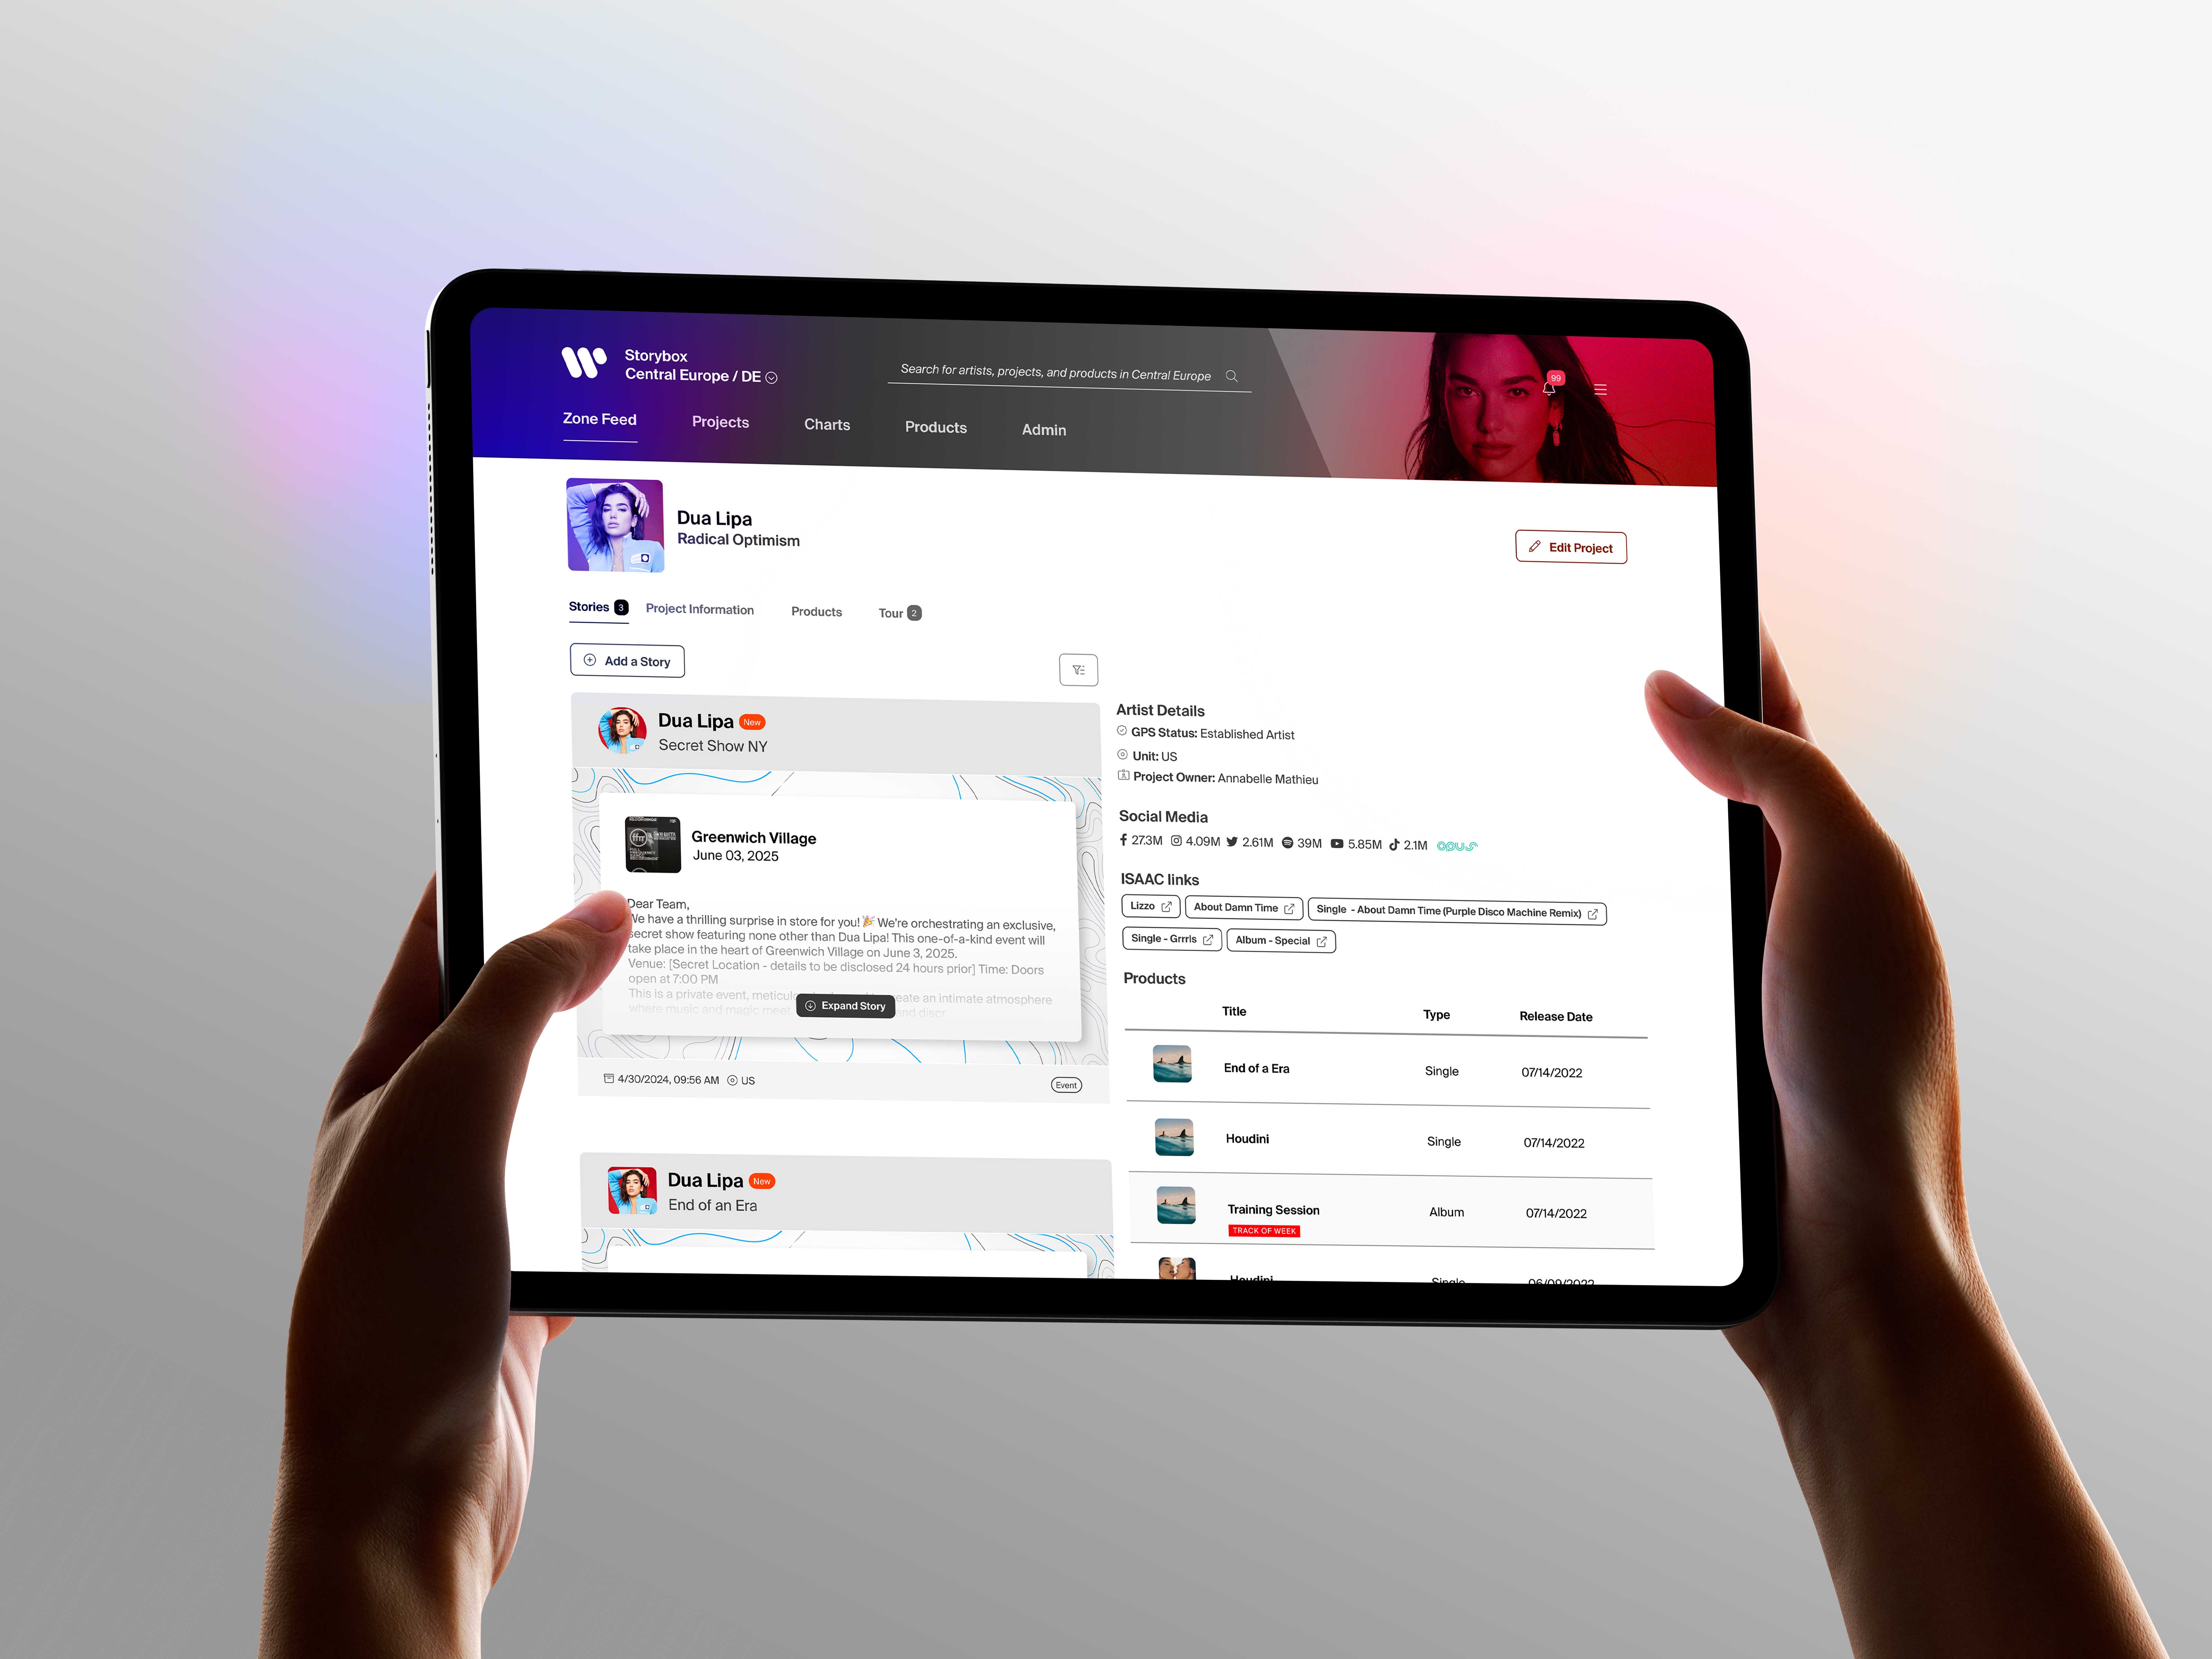 Storybox
Central Europe / DE
Search for artists, projects, and products in Central Europe
99
Zone Feed
Projects
Charts
Products
Admin
Dua Lipa
Radical Optimism
Edit Project
Stories 3
Project Information
Products
Tour 2
Add a Story
Dua Lipa New
Secret Show NY
Greenwich Village
June 03, 2025
Dear Team,
We have a thrilling surprise in store for you! 🎉 We're orchestrating an exclusive,
secret show featuring none other than Dua Lipa! This one-of-a-kind event will
take place in the heart of Greenwich Village on June 3, 2025.
Venue: [Secret Location - details to be disclosed 24 hours prior] Time: Doors
open at 7:00 PM
This is a private event, an intimate atmosphere
where music and magic meet and
Expand Story
4/30/2024, 09:56 AM US
Event
Dua Lipa New
End of an Era
Artist Details
GPS Status: Established Artist
Unit: US
Project Owner: Annabelle Mathieu
Social Media
27.3M 4.09M 2.61M 39M 5.85M 2.1M opus
ISAAC links
Lizzo
About Damn Time
Single - About Damn Time (Purple Disco Machine Remix)
Single - Grrrls
Album - Special
Products
Title Type Release Date
End of a Era Single 07/14/2022
Houdini Single 07/14/2022
Training Session Album 07/14/2022
TRACK OF WEEK
Houdini Single 06/09/2022